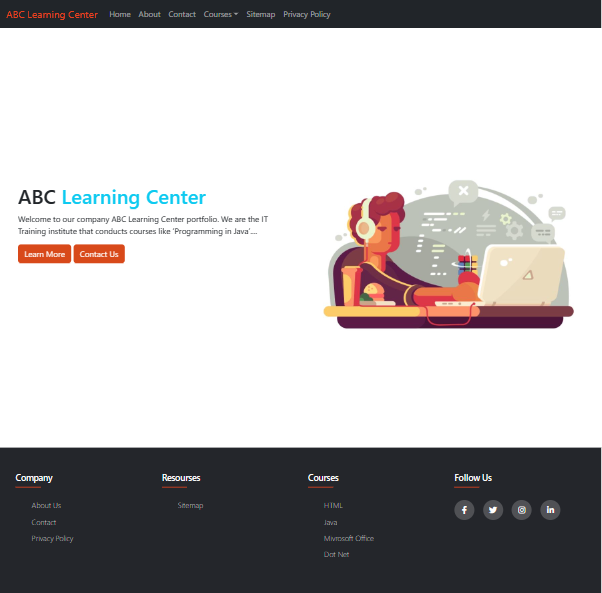 ABC Learning Center Home About Contact Courses Sitemap Privacy Policy
ABC Learning Center
Welcome to our company ABC Learning Center portfolio. We are the IT
Training institute that conducts courses like 'Programming in Java'....
Learn More Contact Us
Company
About Us
Contact
Privacy Policy
Resourses
Sitemap
Courses
HTML
Java
Mivrosoft Office
Dot Net
Follow Us